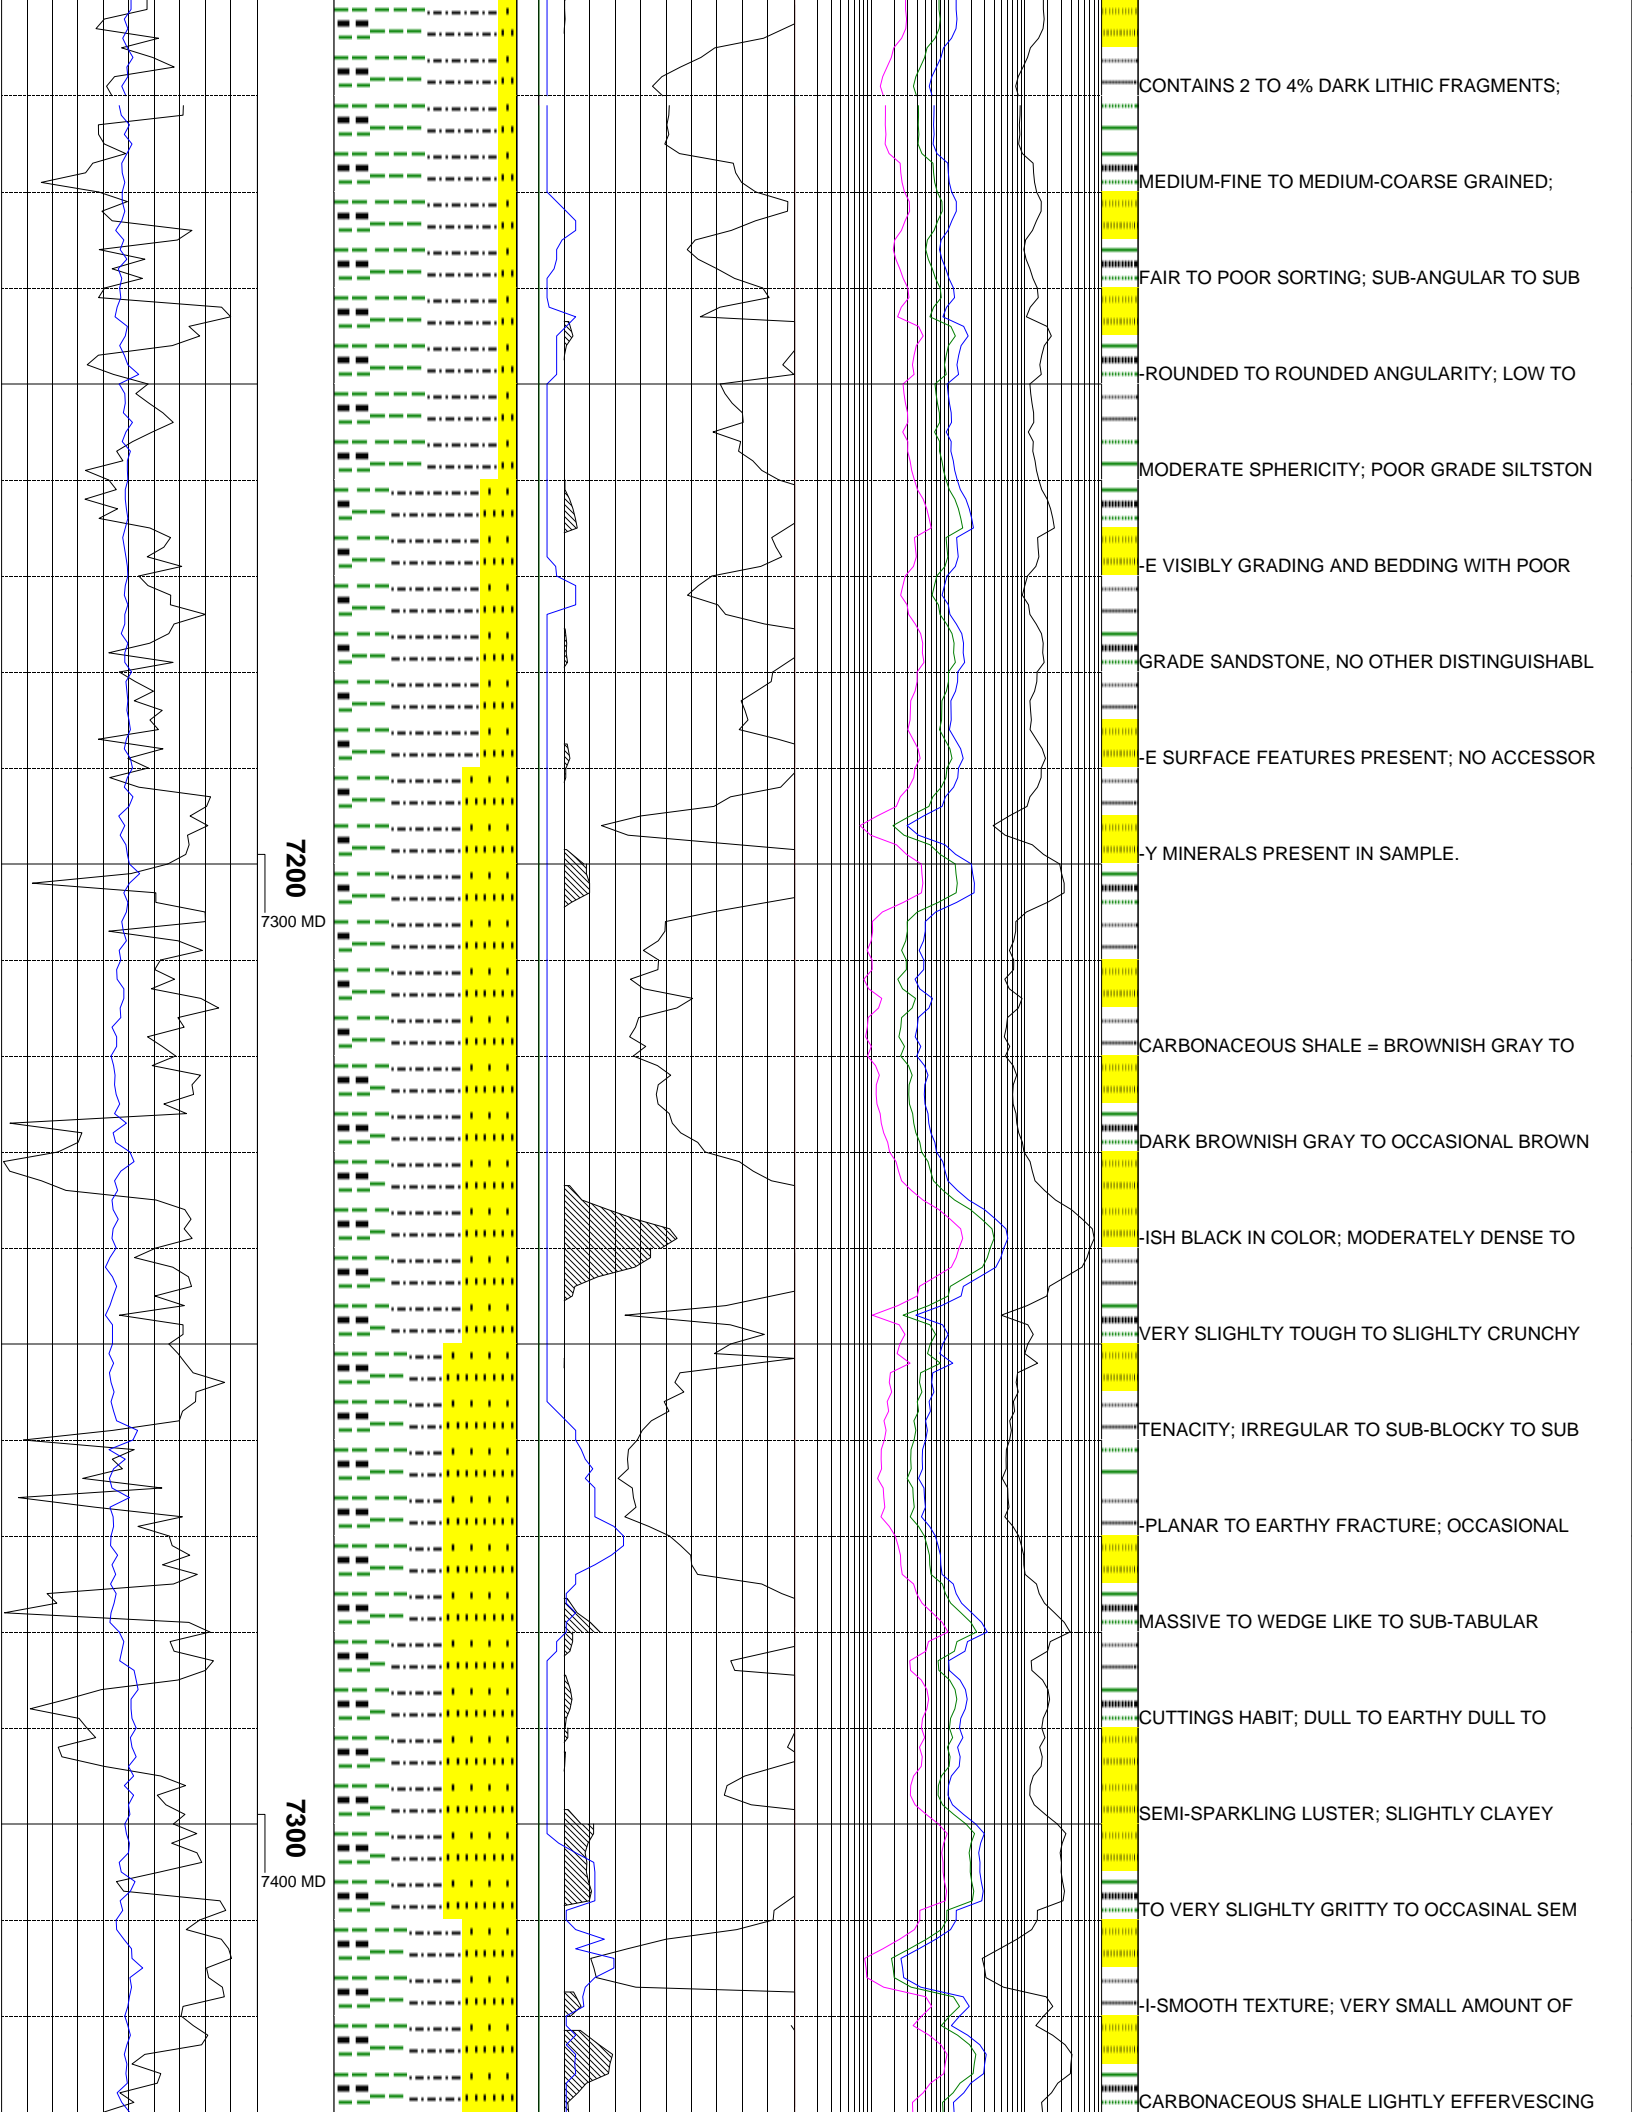 CONTAINS 2 TO 4% DARK LITHIC FRAGMENTS;
MEDIUM-FINE TO MEDIUM-COARSE GRAINED;
FAIR TO POOR SORTING; SUB-ANGULAR TO SUB
-ROUNDED TO ROUNDED ANGULARITY; LOW TO
MODERATE SPHERICITY; POOR GRADE SILTSTON
-E VISIBLY GRADING AND BEDDING WITH POOR
GRADE SANDSTONE, NO OTHER DISTINGUISHABL
-E SURFACE FEATURES PRESENT; NO ACCESSOR
-Y MINERALS PRESENT IN SAMPLE.
7200
7300 MD
CARBONACEOUS SHALE = BROWNISH GRAY TO
DARK BROWNISH GRAY TO OCCASIONAL BROWN
-ISH BLACK IN COLOR; MODERATELY DENSE TO
VERY SLIGHLTY TOUGH TO SLIGHLTY CRUNCHY
TENACITY; IRREGULAR TO SUB-BLOCKY TO SUB
-PLANAR TO EARTHY FRACTURE; OCCASIONAL
MASSIVE TO WEDGE LIKE TO SUB-TABULAR
CUTTINGS HABIT; DULL TO EARTHY DULL TO
SEMI-SPARKLING LUSTER; SLIGHTLY CLAYEY
7300
7400 MD
TO VERY SLIGHLTY GRITTY TO OCCASINAL SEM
-I-SMOOTH TEXTURE; VERY SMALL AMOUNT OF
CARBONACEOUS SHALE LIGHTLY EFFERVESCING